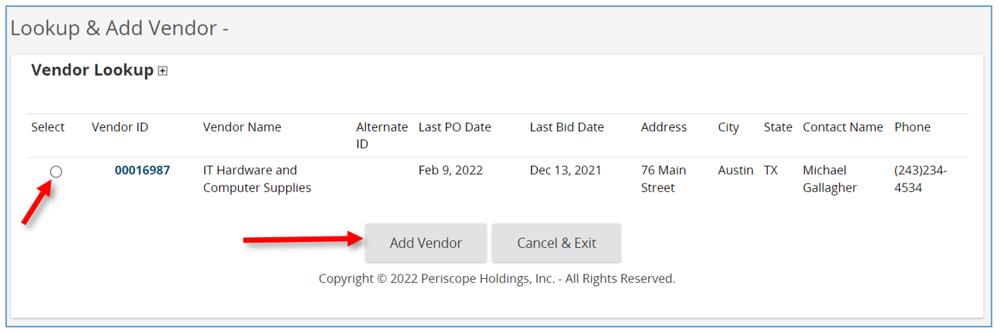 Lookup & Add Vendor -
Vendor Lookup
Select Vendor ID Vendor Name Alternate ID Last PO Date Last Bid Date Address City State Contact Name Phone
00016987 IT Hardware and Computer Supplies Feb 9, 2022 Dec 13, 2021 76 Main Street Austin TX Michael Gallagher (243)234-4534
Add Vendor Cancel & Exit
Copyright © 2022 Periscope Holdings, Inc. - All Rights Reserved.